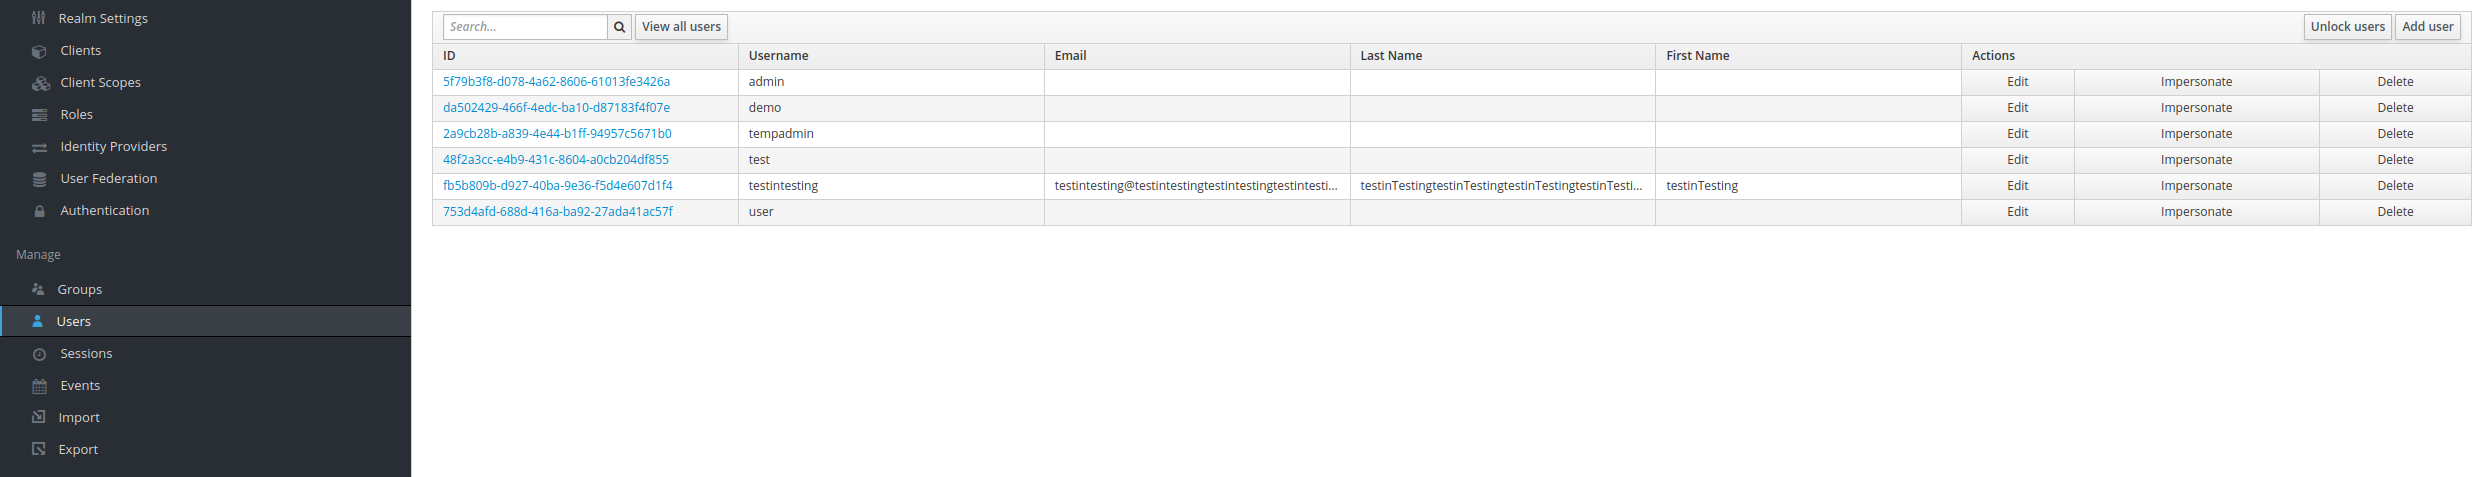 Realm Settings
Clients
Client Scopes
Roles
Identity Providers
User Federation
Authentication
Manage
Groups
Users
Sessions
Events
Import
Export
Search... View all users Unlock users Add user
ID Username Email Last Name First Name Actions
5f79b3f8-d078-4a62-8606-61013fe3426a admin Edit Impersonate Delete
da502429-466f-4edc-ba10-d87183f4f07e demo Edit Impersonate Delete
2a9cb28b-a839-4e44-b1ff-94957c5671b0 tempadmin Edit Impersonate Delete
48f2a3cc-e4b9-431c-8604-a0cb204df855 test Edit Impersonate Delete
fb5b809b-d927-40ba-9e36-f5d4e607d1f4 testintesting testintesting@testintestingtestintestingtestintesti... testinTestingtestinTestingtestinTestingtestinTesti... testinTesting Edit Impersonate Delete
753d4afd-688d-416a-ba92-27ada41ac57f user Edit Impersonate Delete